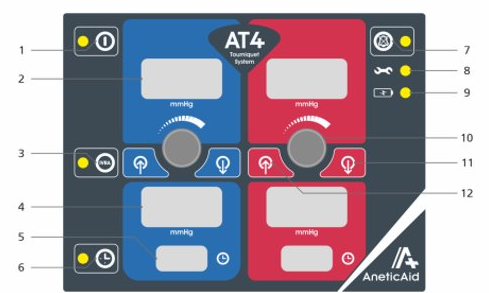 AT4
Tourniquet
System
1
2
3
4
5
6
mmHg
mmHg
mmHg
mmHg
7
8
9
10
11
12
AneticAid